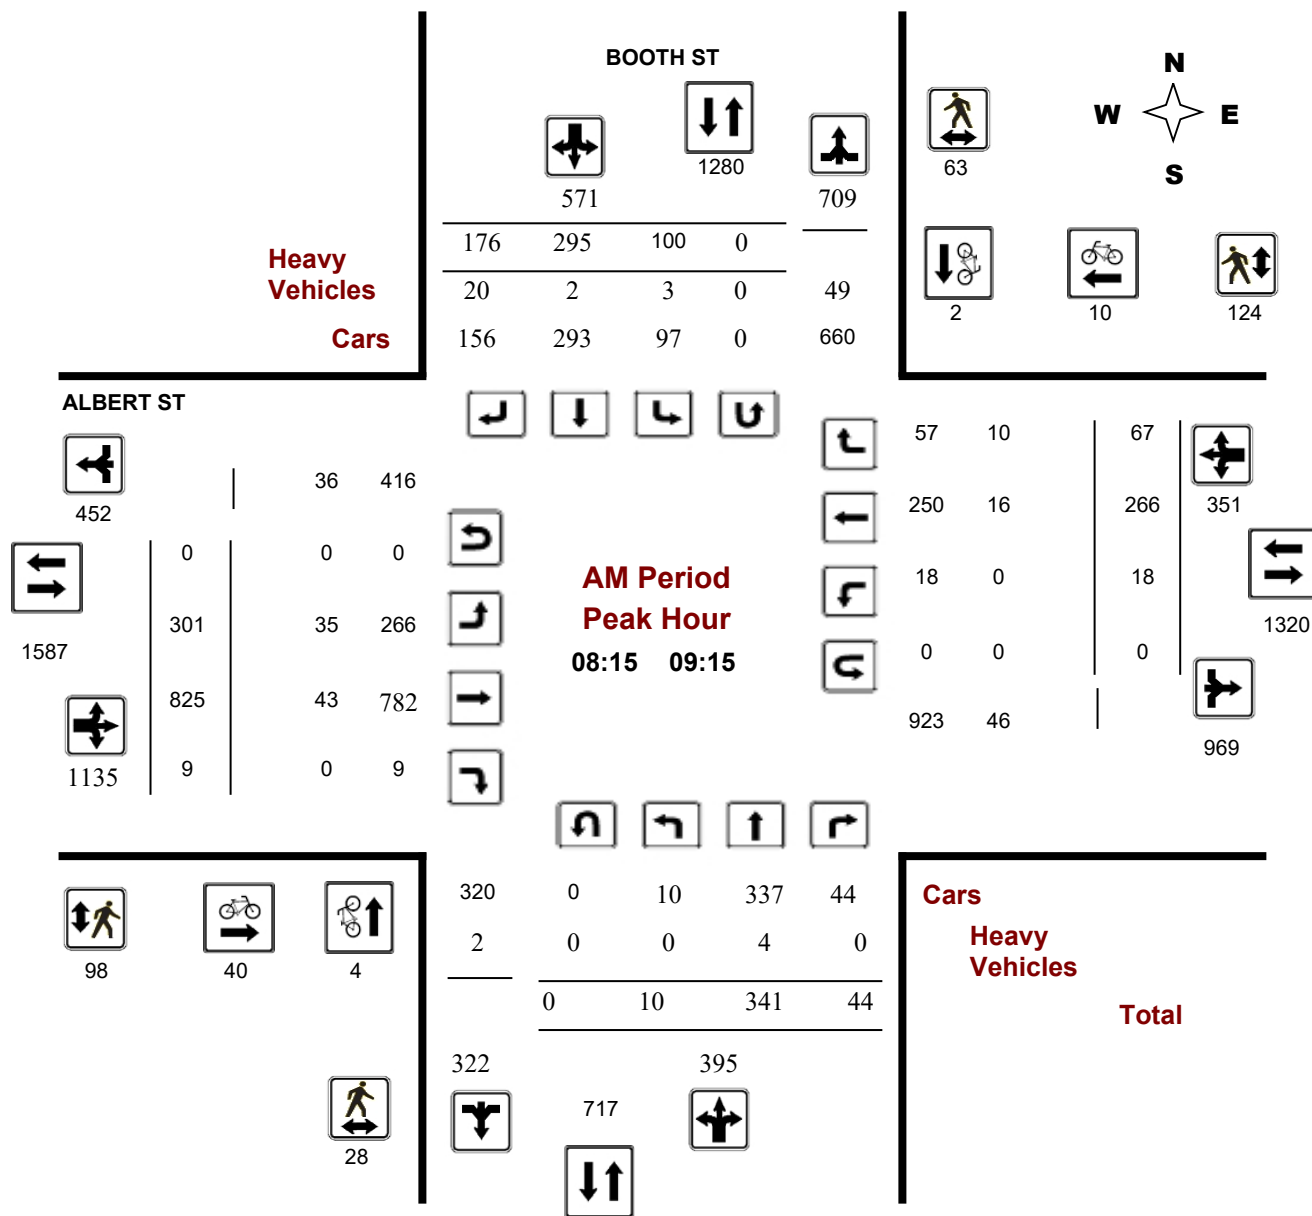 BOOTH ST
N
W E
S
1280
63
571 709
176 295 100 0
Heavy
Vehicles 20 2 3 0 49
Cars 156 293 97 0 660
2 10 124
ALBERT ST
57 10 67
36 416
452
250 16 266 351
0 0 0
AM Period
18 0 18
Peak Hour
301 35 266
1320
1587
08:15 09:15
0 0 0
825 43 782
923 46
969
1135 9 0 9
320 0 10 337 44
Cars
2 0 0 4 0
Heavy
Vehicles
98 40 4
0 10 341 44
Total
322 395
717
28